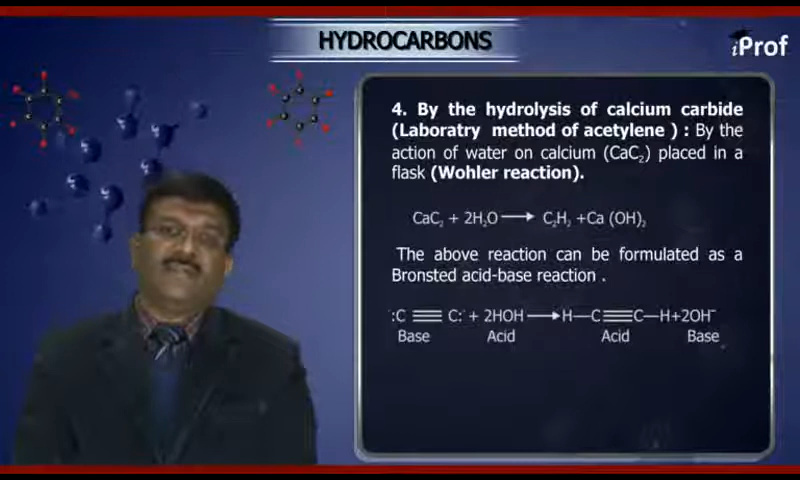 HYDROCARBONS
iProf
4. By the hydrolysis of calcium carbide
(Laboratry method of acetylene ) : By the
action of water on calcium (CaC₂) placed in a
flask (Wohler reaction).
CaC₂ + 2H₂O⟶ C₂H₂ +Ca (OH)₂
The above reaction can be formulated as a
Bronsted acid-base reaction .
:C≡C: + 2HOH⟶H—C≡C—H+2OH⁻
Base Acid Acid Base